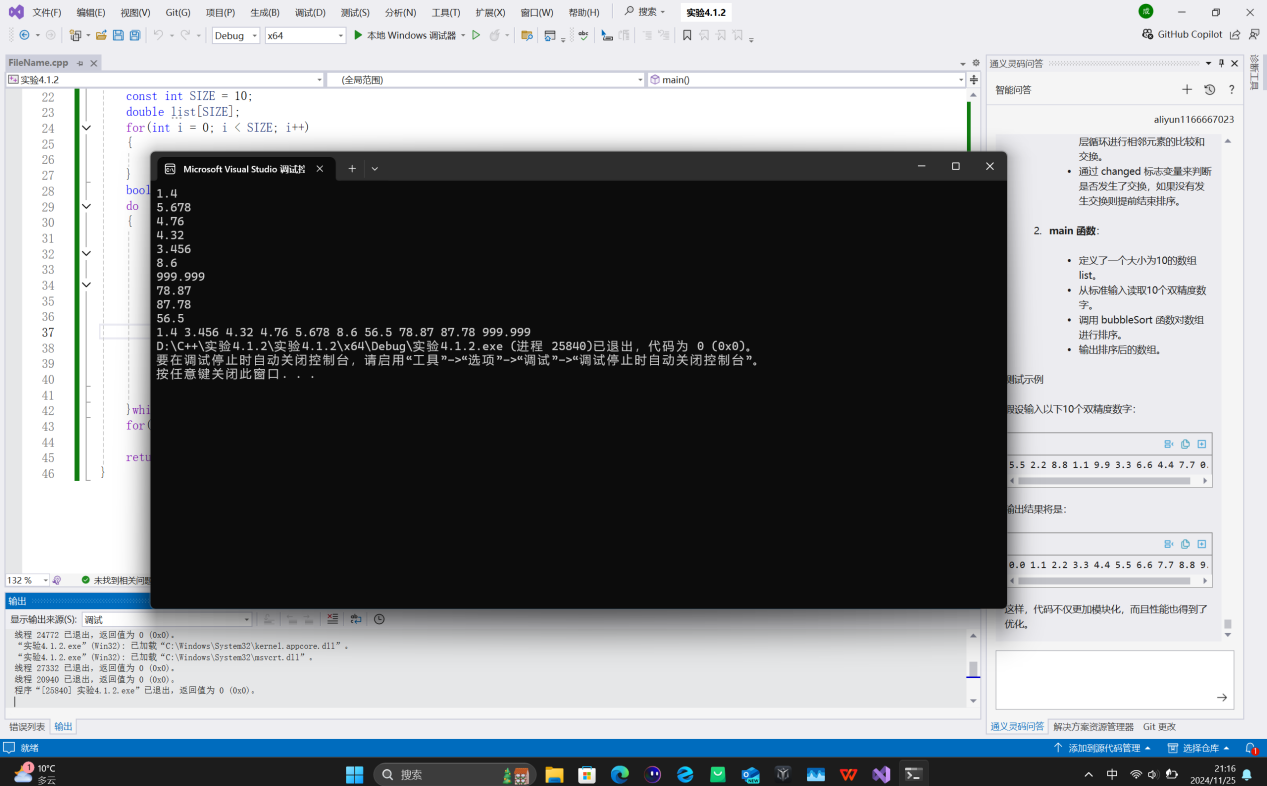 文件(F) 编辑(E) 视图(V) Git(G) 项目(P) 生成(B) 调试(D) 测试(S) 分析(N) 工具(T) 扩展(X) 窗口(W) 帮助(H) 搜索 实验4.1.2 成
Debug x64 本地 Windows 调试器 GitHub Copilot
FileName.cpp
实验4.1.2 (全局范围) main()
22 const int SIZE = 10;
23 double list[SIZE];
24 for(int i = 0; i < SIZE; i++)
25 {
26
27 }
28 bool
29 do
30 {
31
32
33
34
35
36
37
38
39
40
41
42 }whi
43 for(
44
45 retu
46 }
132 % 未找到相关问题
Microsoft Visual Studio 调试控
1.4
5.678
4.76
4.32
3.456
8.6
999.999
78.87
87.78
56.5
1.4 3.456 4.32 4.76 5.678 8.6 56.5 78.87 87.78 999.999
D:\C++\实验4.1.2\实验4.1.2\x64\Debug\实验4.1.2.exe (进程 25840)已退出，代码为 0 (0x0)。
要在调试停止时自动关闭控制台，请启用“工具”->“选项”->“调试”->“调试停止时自动关闭控制台”。
按任意键关闭此窗口. . .
通义灵码问答
诊断工具
智能问答
aliyun1166667023
层循环进行相邻元素的比较和
交换。
• 通过 changed 标志变量来判断
是否发生了交换，如果没有发
生交换则提前结束排序。
2. main 函数:
• 定义了一个大小为10的数组
list。
• 从标准输入读取10个双精度数
字。
• 调用 bubbleSort 函数对数组
进行排序。
• 输出排序后的数组。
测试示例
假设输入以下10个双精度数字:
5.5 2.2 8.8 1.1 9.9 3.3 6.6 4.4 7.7 0.
输出结果将是:
0.0 1.1 2.2 3.3 4.4 5.5 6.6 7.7 8.8 9.
这样，代码不仅更加模块化，而且性能也得到了
优化。
输出
显示输出来源(S): 调试
线程 24772 已退出，返回值为 0 (0x0)。
“实验4.1.2.exe”(Win32): 已加载“C:\Windows\System32\kernel.appcore.dll”。
“实验4.1.2.exe”(Win32): 已加载“C:\Windows\System32\msvcrt.dll”。
线程 27332 已退出，返回值为 0 (0x0)。
线程 20940 已退出，返回值为 0 (0x0)。
程序“[25840] 实验4.1.2.exe”已退出，返回值为 0 (0x0)。
错误列表 输出
通义灵码问答 解决方案资源管理器 Git 更改
就绪 添加到源代码管理 选择仓库 1
1 10°C
多云
搜索
NEW
中
21:16
2024/11/25